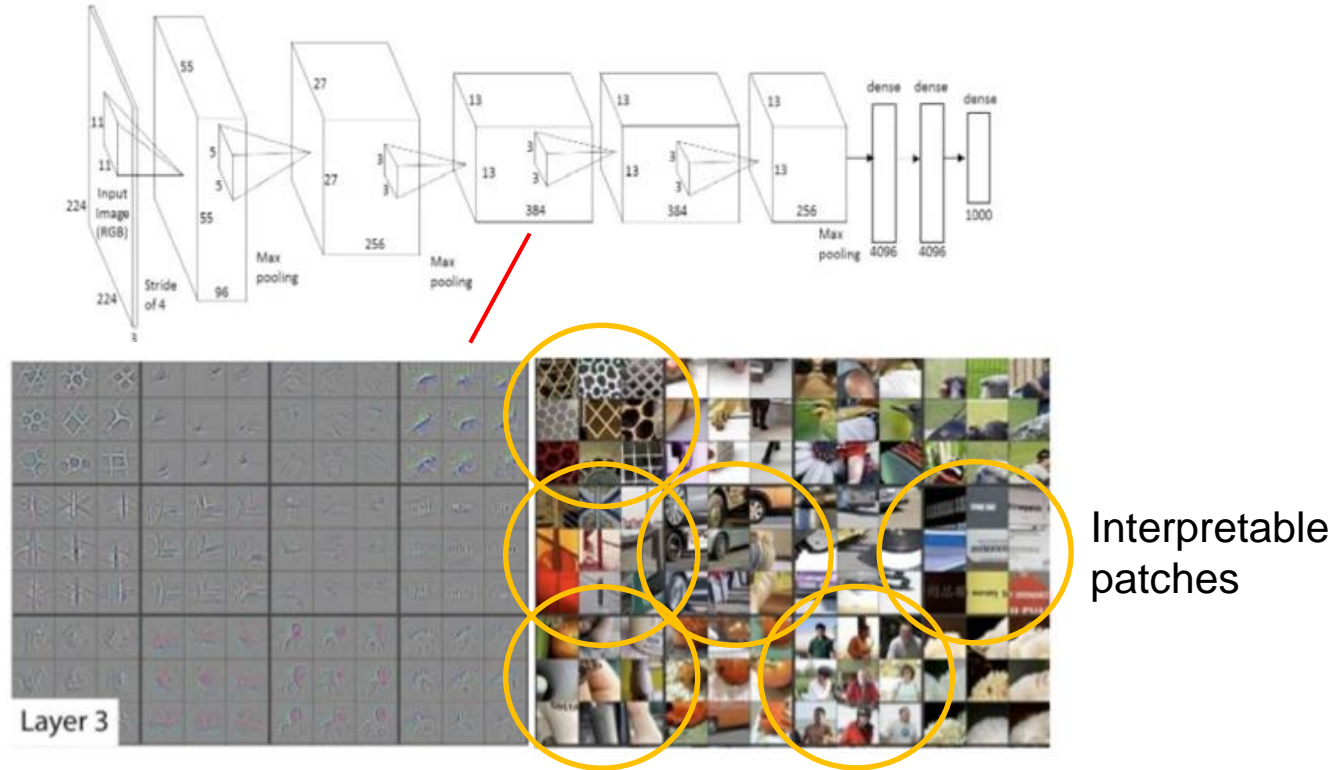 55
27
13
13
13
dense
dense
dense
11
11
5
5
3
3
3
3
3
3
55
27
13
13
13
224
Input
Image
(RGB)
384
384
256
1000
256
Max
pooling
Max
pooling
Max
pooling
4096
4096
224
Stride
of 4
96
3
Interpretable
patches
Layer 3